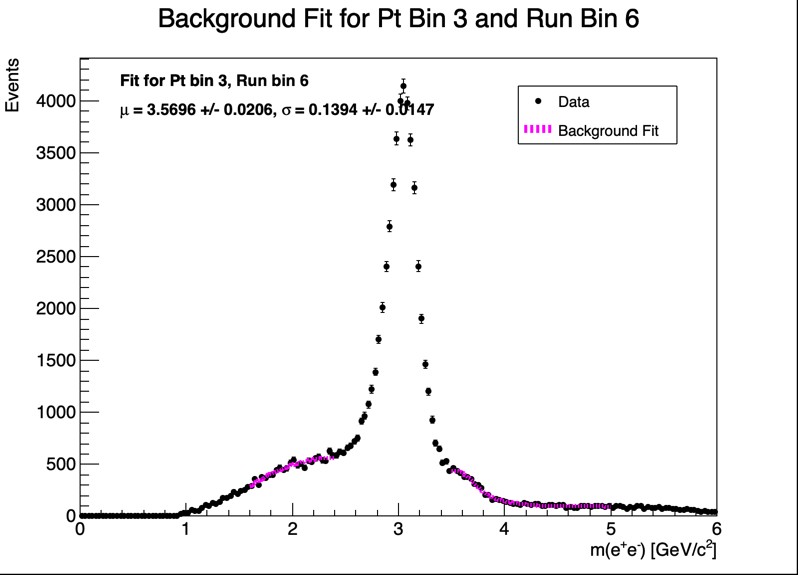 Background Fit for Pt Bin 3 and Run Bin 6
Events
Fit for Pt bin 3, Run bin 6
μ = 3.5696 +/- 0.0206, σ = 0.1394 +/- 0.0147
Data
Background Fit
4000
3500
3000
2500
2000
1500
1000
500
0
0 1 2 3 4 5 6
m(e⁺e⁻) [GeV/c²]